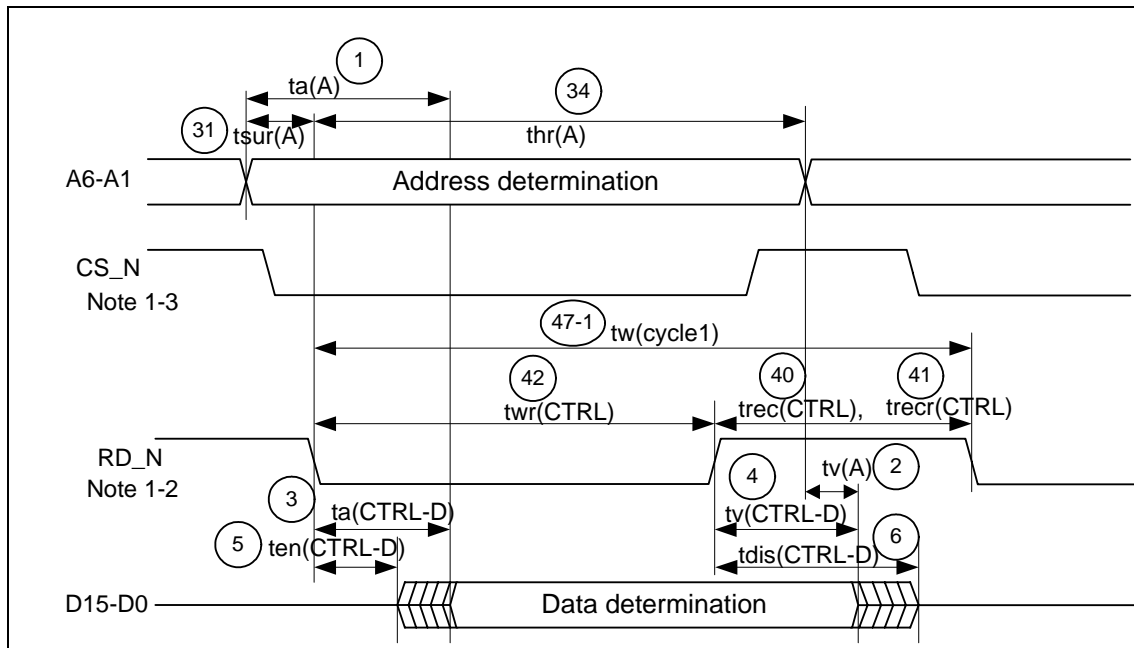 1
ta(A)
34
31
tsur(A)
thr(A)
A6-A1
Address determination
CS_N
Note 1-3
47-1
tw(cycle1)
42
40
41
twr(CTRL)
trec(CTRL),
trecr(CTRL)
RD_N
Note 1-2
3
4
tv(A)
2
ta(CTRL-D)
tv(CTRL-D)
5
ten(CTRL-D)
tdis(CTRL-D)
6
D15-D0
Data determination